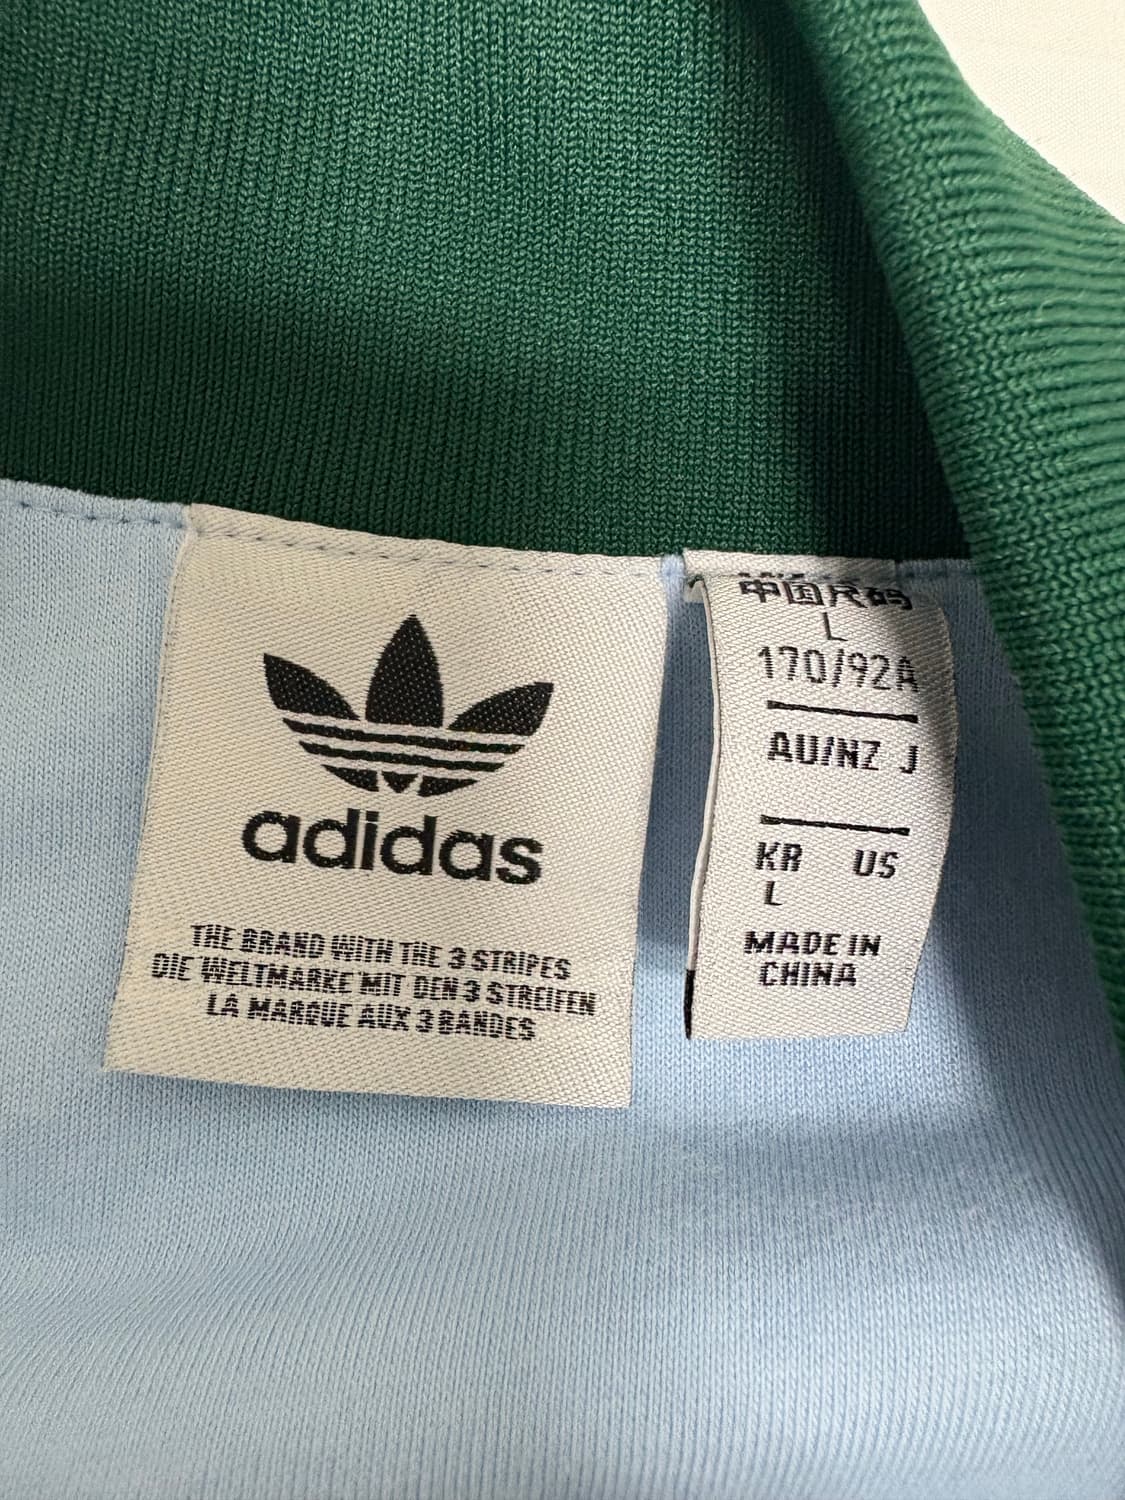 adidas
THE BRAND WITH THE 3 STRIPES
DIE WELTMARKE MIT DEN 3 STREIFEN
LA MARQUE AUX 3 BANDES
中国尺码
L
170/92A
AU/NZ J
KR US
L
MADE IN
CHINA